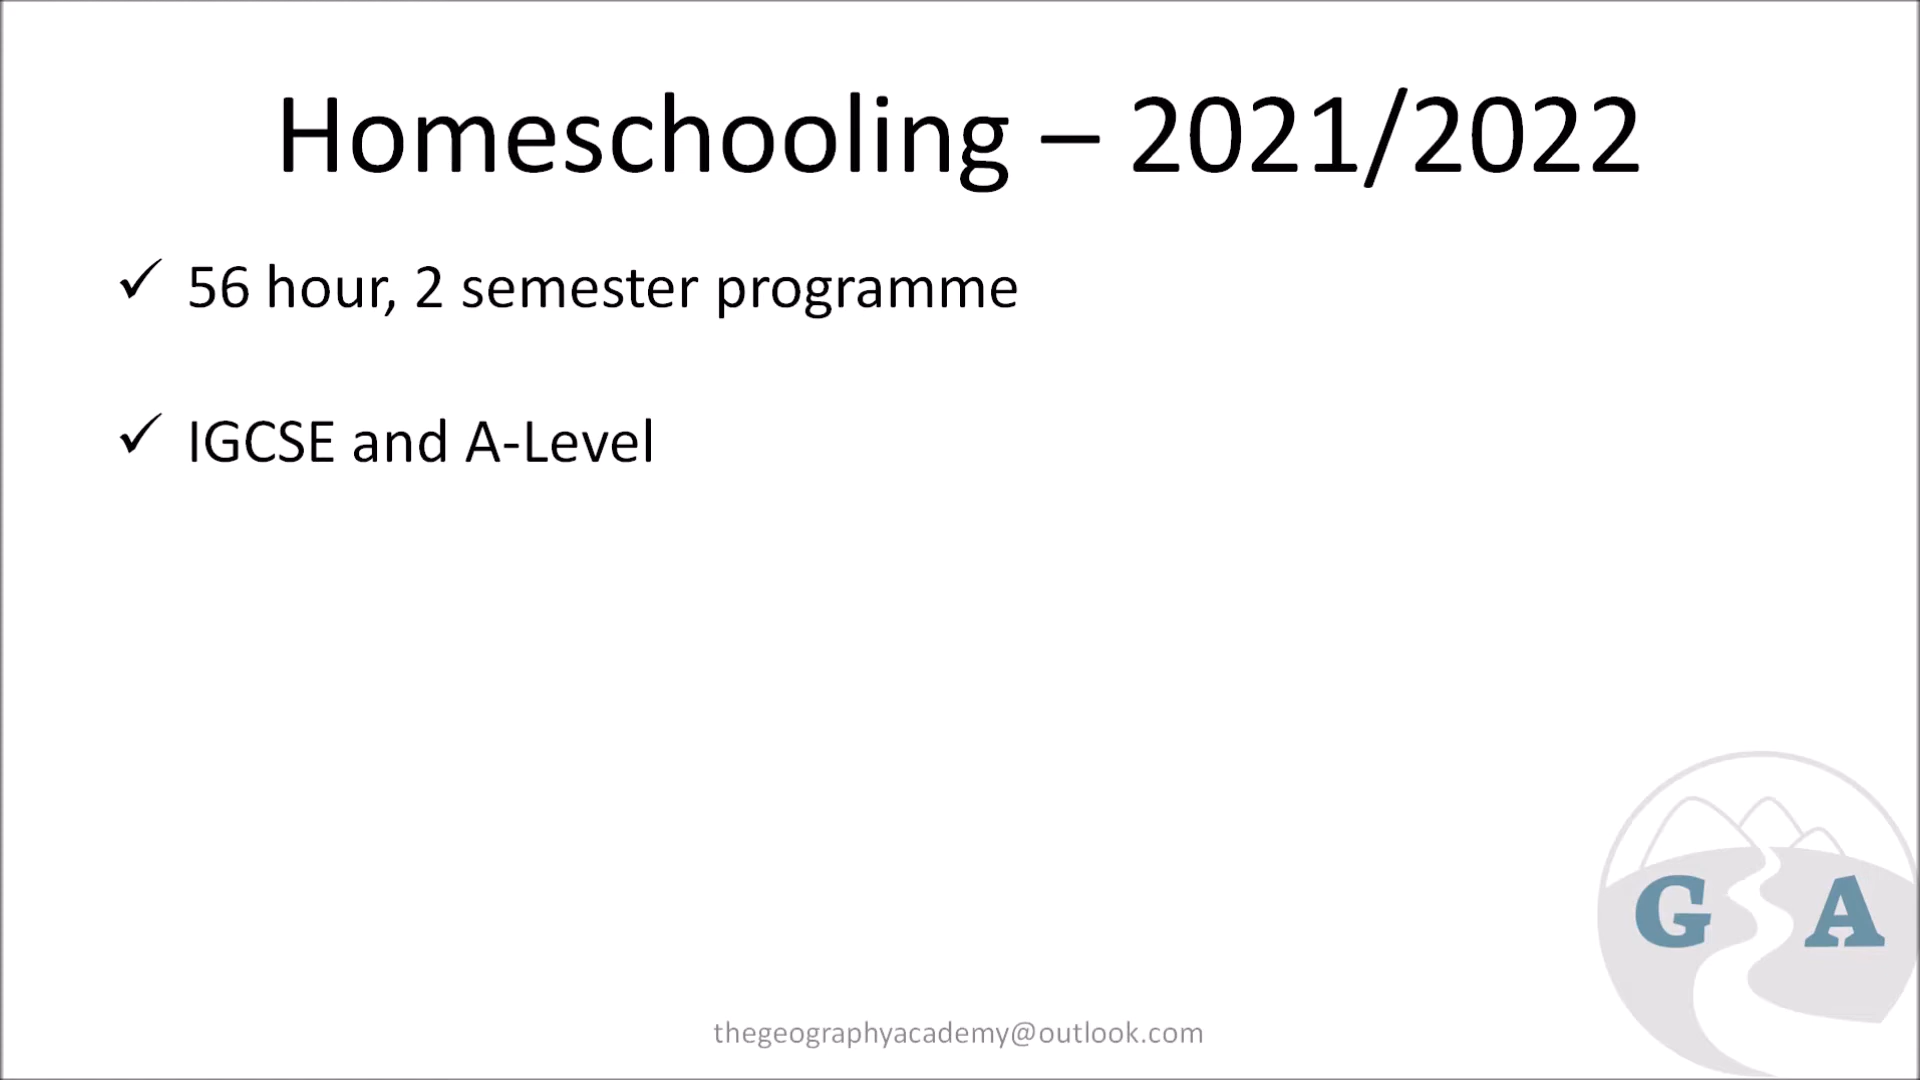 Homeschooling – 2021/2022
✓ 56 hour, 2 semester programme
✓ IGCSE and A-Level
G A
thegeographyacademy@outlook.com